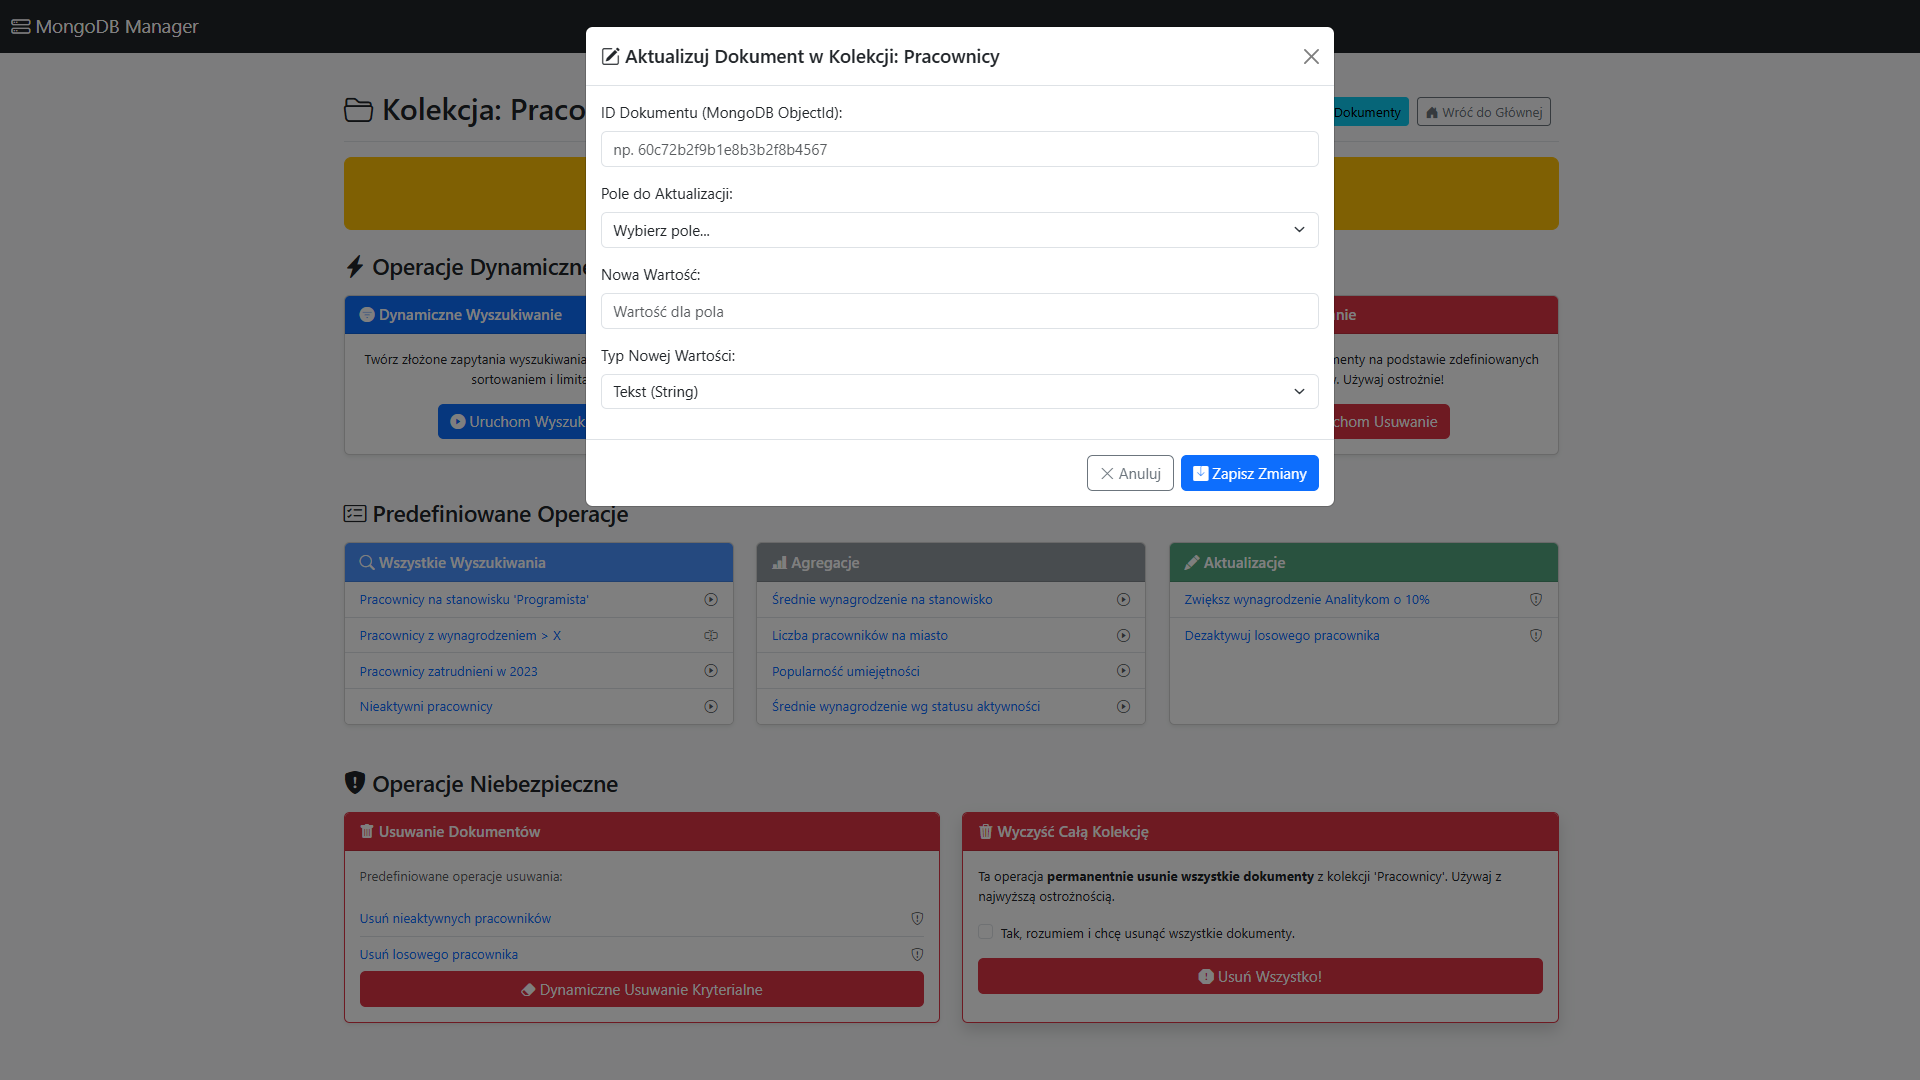 MongoDB Manager
Aktualizuj Dokument w Kolekcji: Pracownicy
ID Dokumentu (MongoDB ObjectId):
np. 60c72b2f9b1e8b3b2f8b4567
Pole do Aktualizacji:
Wybierz pole...
Nowa Wartość:
Wartość dla pola
Typ Nowej Wartości:
Tekst (String)
Anuluj
Zapisz Zmiany
Kolekcja: Praco
Dokumenty
Wróć do Głównej
Operacje Dynamiczne
Dynamiczne Wyszukiwanie
Twórz złożone zapytania wyszukiwania
sortowaniem i limita
Uruchom Wyszuk
nie
menty na podstawie zdefiniowanych
. Używaj ostrożnie!
chom Usuwanie
Predefiniowane Operacje
Wszystkie Wyszukiwania
Pracownicy na stanowisku 'Programista'
Pracownicy z wynagrodzeniem > X
Pracownicy zatrudnieni w 2023
Nieaktywni pracownicy
Agregacje
Średnie wynagrodzenie na stanowisko
Liczba pracowników na miasto
Popularność umiejętności
Średnie wynagrodzenie wg statusu aktywności
Aktualizacje
Zwiększ wynagrodzenie Analitykom o 10%
Dezaktywuj losowego pracownika
Operacje Niebezpieczne
Usuwanie Dokumentów
Predefiniowane operacje usuwania:
Usuń nieaktywnych pracowników
Usuń losowego pracownika
Dynamiczne Usuwanie Kryterialne
Wyczyść Całą Kolekcję
Ta operacja permanentnie usunie wszystkie dokumenty z kolekcji 'Pracownicy'. Używaj z
najwyższą ostrożnością.
Tak, rozumiem i chcę usunąć wszystkie dokumenty.
Usuń Wszystko!